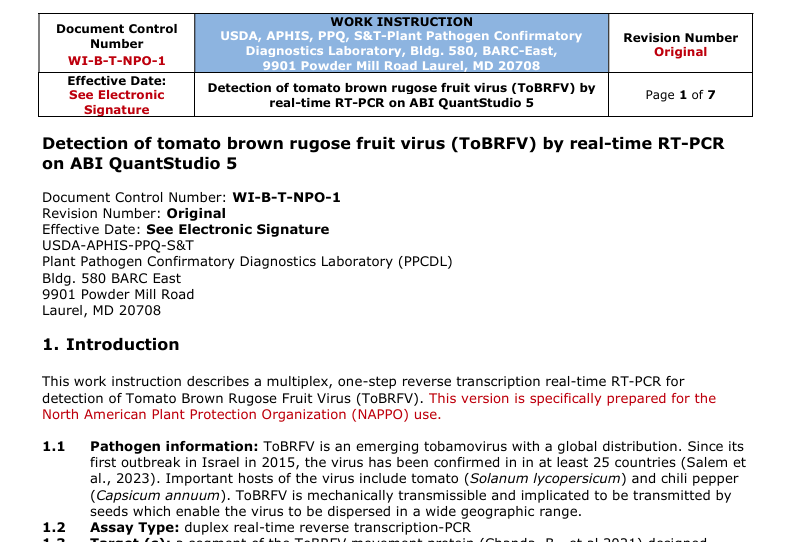 Document Control
Number
WI-B-T-NPO-1
WORK INSTRUCTION
USDA, APHIS, PPQ, S&T-Plant Pathogen Confirmatory
Diagnostics Laboratory, Bldg. 580, BARC-East,
9901 Powder Mill Road Laurel, MD 20708
Revision Number
Original
Effective Date:
See Electronic
Signature
Detection of tomato brown rugose fruit virus (ToBRFV) by
real-time RT-PCR on ABI QuantStudio 5
Page 1 of 7
Detection of tomato brown rugose fruit virus (ToBRFV) by real-time RT-PCR
on ABI QuantStudio 5
Document Control Number: WI-B-T-NPO-1
Revision Number: Original
Effective Date: See Electronic Signature
USDA-APHIS-PPQ-S&T
Plant Pathogen Confirmatory Diagnostics Laboratory (PPCDL)
Bldg. 580 BARC East
9901 Powder Mill Road
Laurel, MD 20708
1. Introduction
This work instruction describes a multiplex, one-step reverse transcription real-time RT-PCR for
detection of Tomato Brown Rugose Fruit Virus (ToBRFV). This version is specifically prepared for the
North American Plant Protection Organization (NAPPO) use.
1.1 Pathogen information: ToBRFV is an emerging tobamovirus with a global distribution. Since its
first outbreak in Israel in 2015, the virus has been confirmed in in at least 25 countries (Salem et
al., 2023). Important hosts of the virus include tomato (Solanum lycopersicum) and chili pepper
(Capsicum annuum). ToBRFV is mechanically transmissible and implicated to be transmitted by
seeds which enable the virus to be dispersed in a wide geographic range.
1.2 Assay Type: duplex real-time reverse transcription-PCR
1.3 Target (s): a segment of the ToBRFV movement protein (Chanda, B., et al 2021) designed